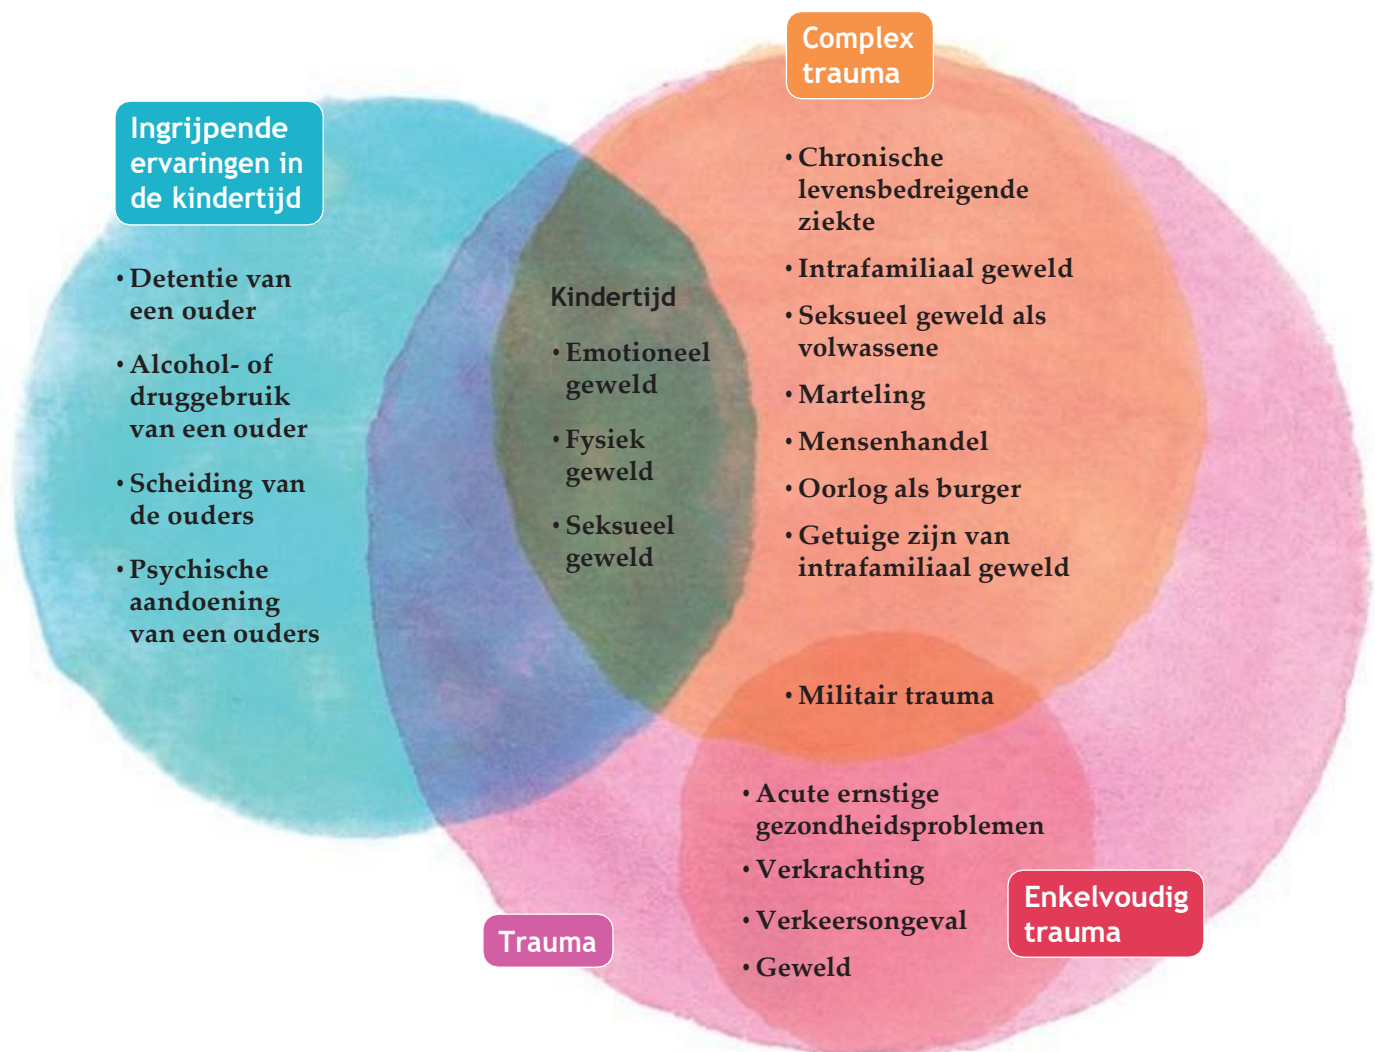 Complex
trauma
Ingrijpende
ervaringen in
de kindertijd
• Detentie van
een ouder
• Alcohol- of
druggebruik
van een ouder
• Scheiding van
de ouders
• Psychische
aandoening
van een ouders
Kindertijd
• Emotioneel
geweld
• Fysiek
geweld
• Seksueel
geweld
• Chronische
levensbedreigende
ziekte
• Intrafamiliaal geweld
• Seksueel geweld als
volwassene
• Marteling
• Mensenhandel
• Oorlog als burger
• Getuige zijn van
intrafamiliaal geweld
• Militair trauma
• Acute ernstige
gezondheidsproblemen
• Verkrachting
• Verkeersongeval
• Geweld
Enkelvoudig
trauma
Trauma